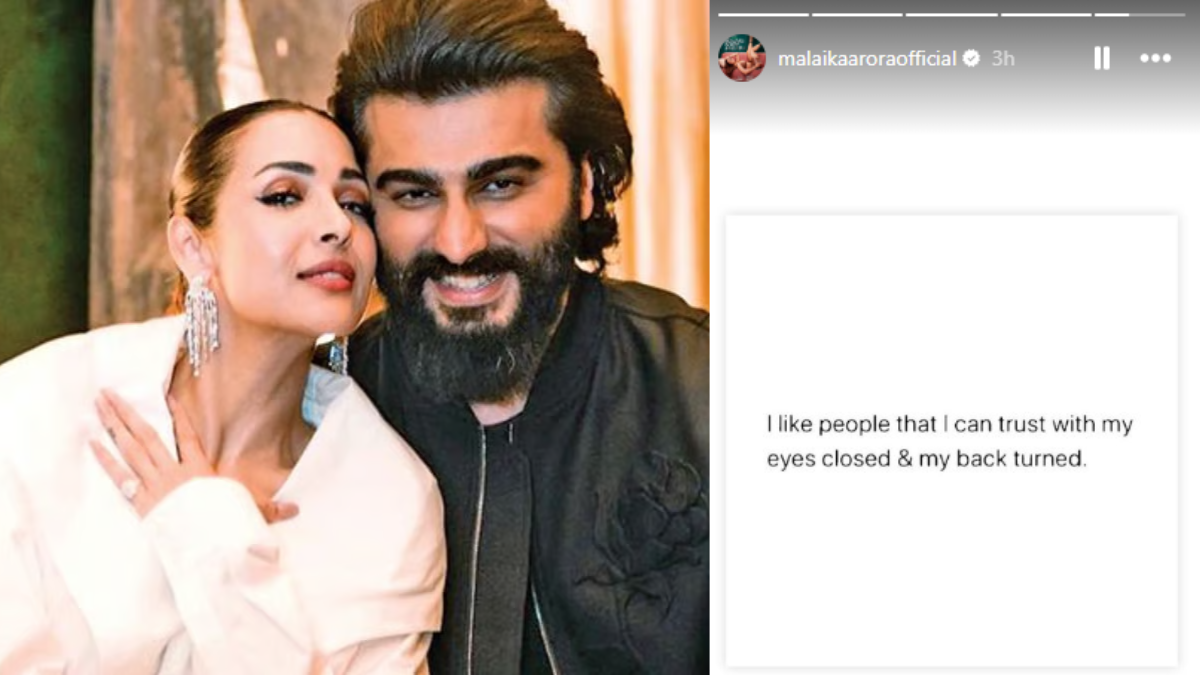 malaikaaroraofficial 3h
I like people that I can trust with my
eyes closed & my back turned.